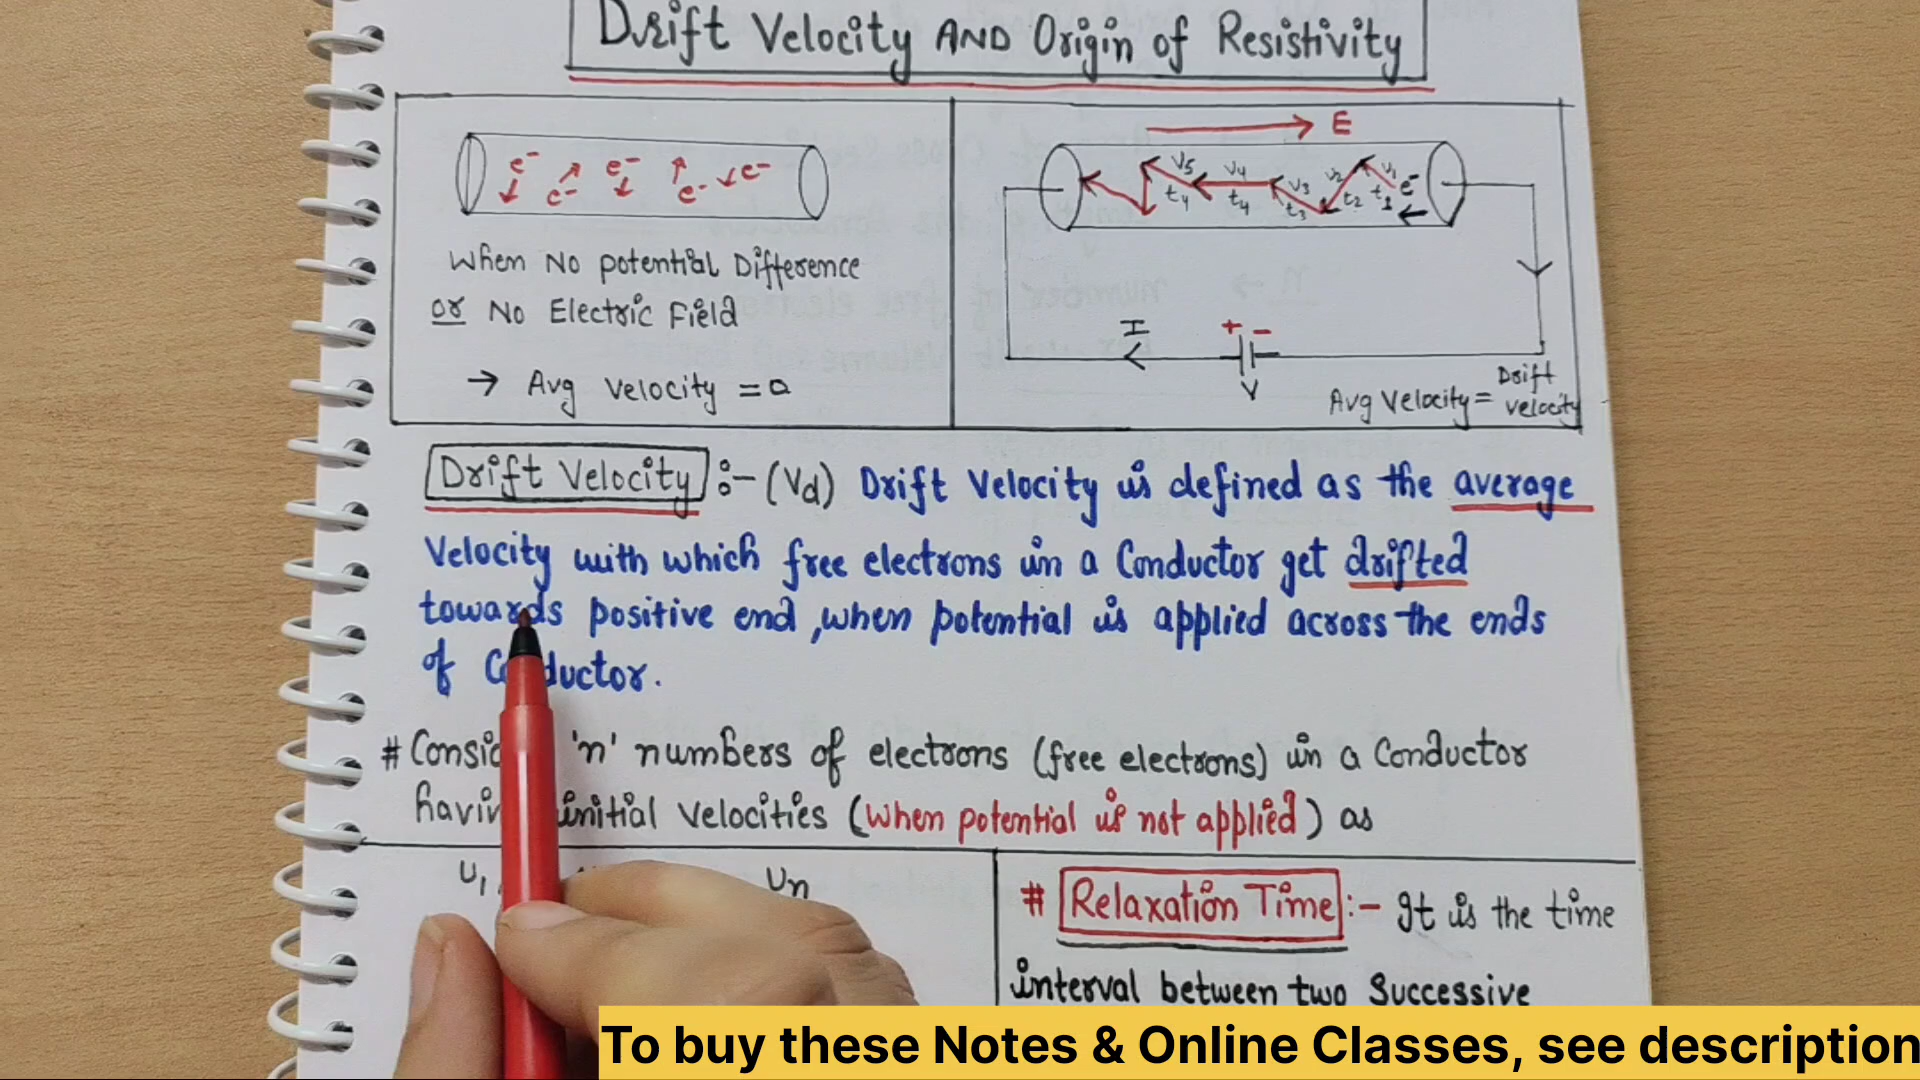 Drift Velocity AND Origin of Resistivity
e⁻ e⁻ e⁻ e⁻ e⁻
When No potential Difference
or No Electric Field
→ Avg Velocity = 0
E
V5 V4 V3 V2 V1 e⁻
t4 t4 t3 t2 t1
I + -
V
Avg Velocity = Drift Velocity
Drift Velocity :- (Vd) Drift Velocity is defined as the average
Velocity with which free electrons in a Conductor get drifted
towards positive end, when potential is applied across the ends
of Conductor.
# 'n' numbers of electrons (free electrons) in a Conductor
initial Velocities (when potential is not applied) as
U1 Un
# Relaxation Time :- It is the time
interval between two Successive
To buy these Notes & Online Classes, see description